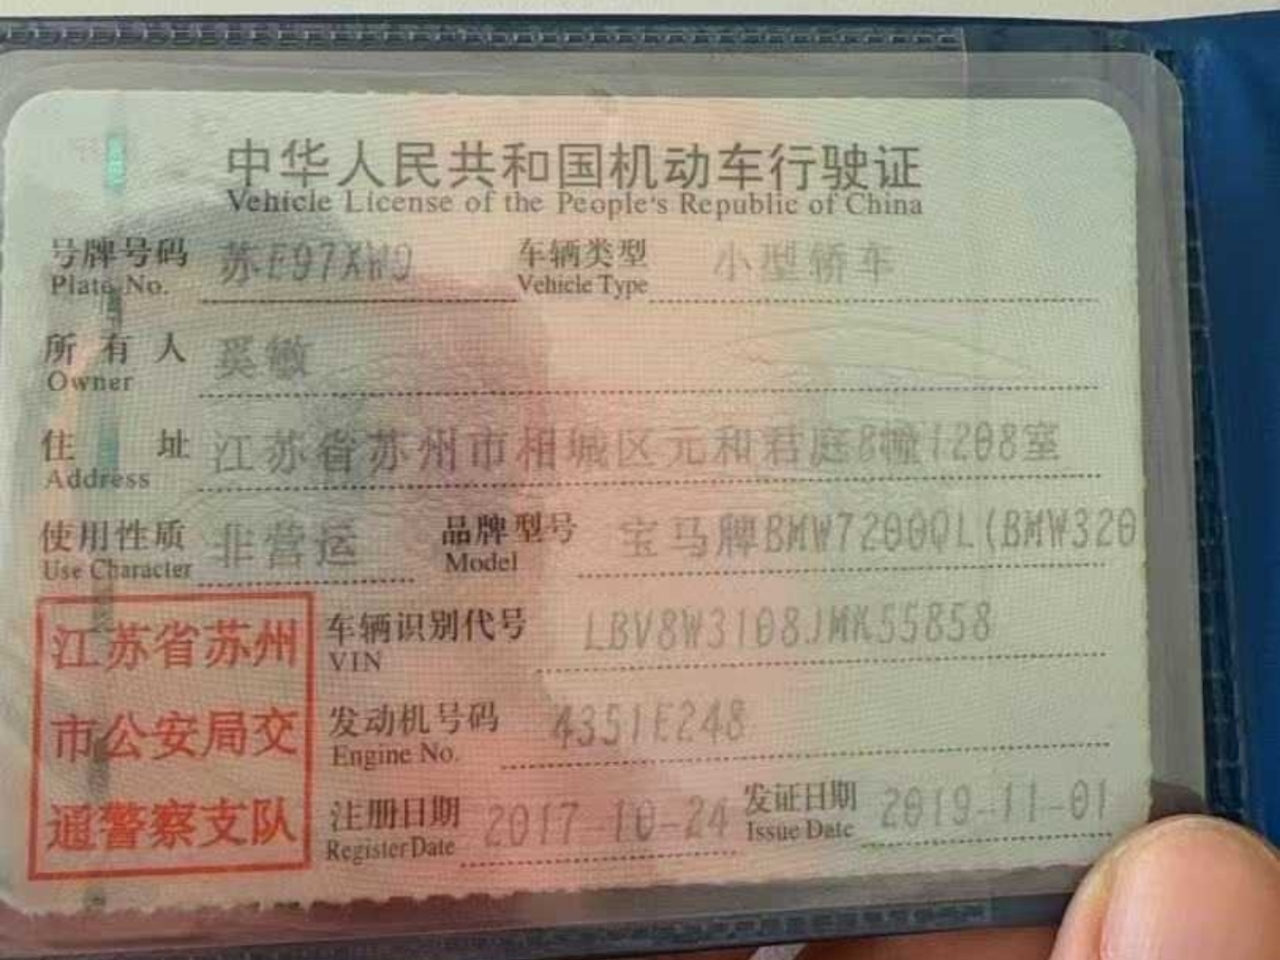 中华人民共和国机动车行驶证
Vehicle License of the People's Republic of China
号牌号码 苏E97XW9 车辆类型 小型轿车
Plate No. Vehicle Type
所有人 奚敏
Owner
住址 江苏省苏州市相城区元和君庭8幢1208室
Address
使用性质 非营运 品牌型号 宝马牌BMW7200QL(BMW320
Use Character Model
江苏省苏州
市公安局交
通警察支队
车辆识别代号 LBV8W3108JMK55858
VIN
发动机号码 4351E248
Engine No.
注册日期 2017-10-24 发证日期 2019-11-01
Register Date Issue Date